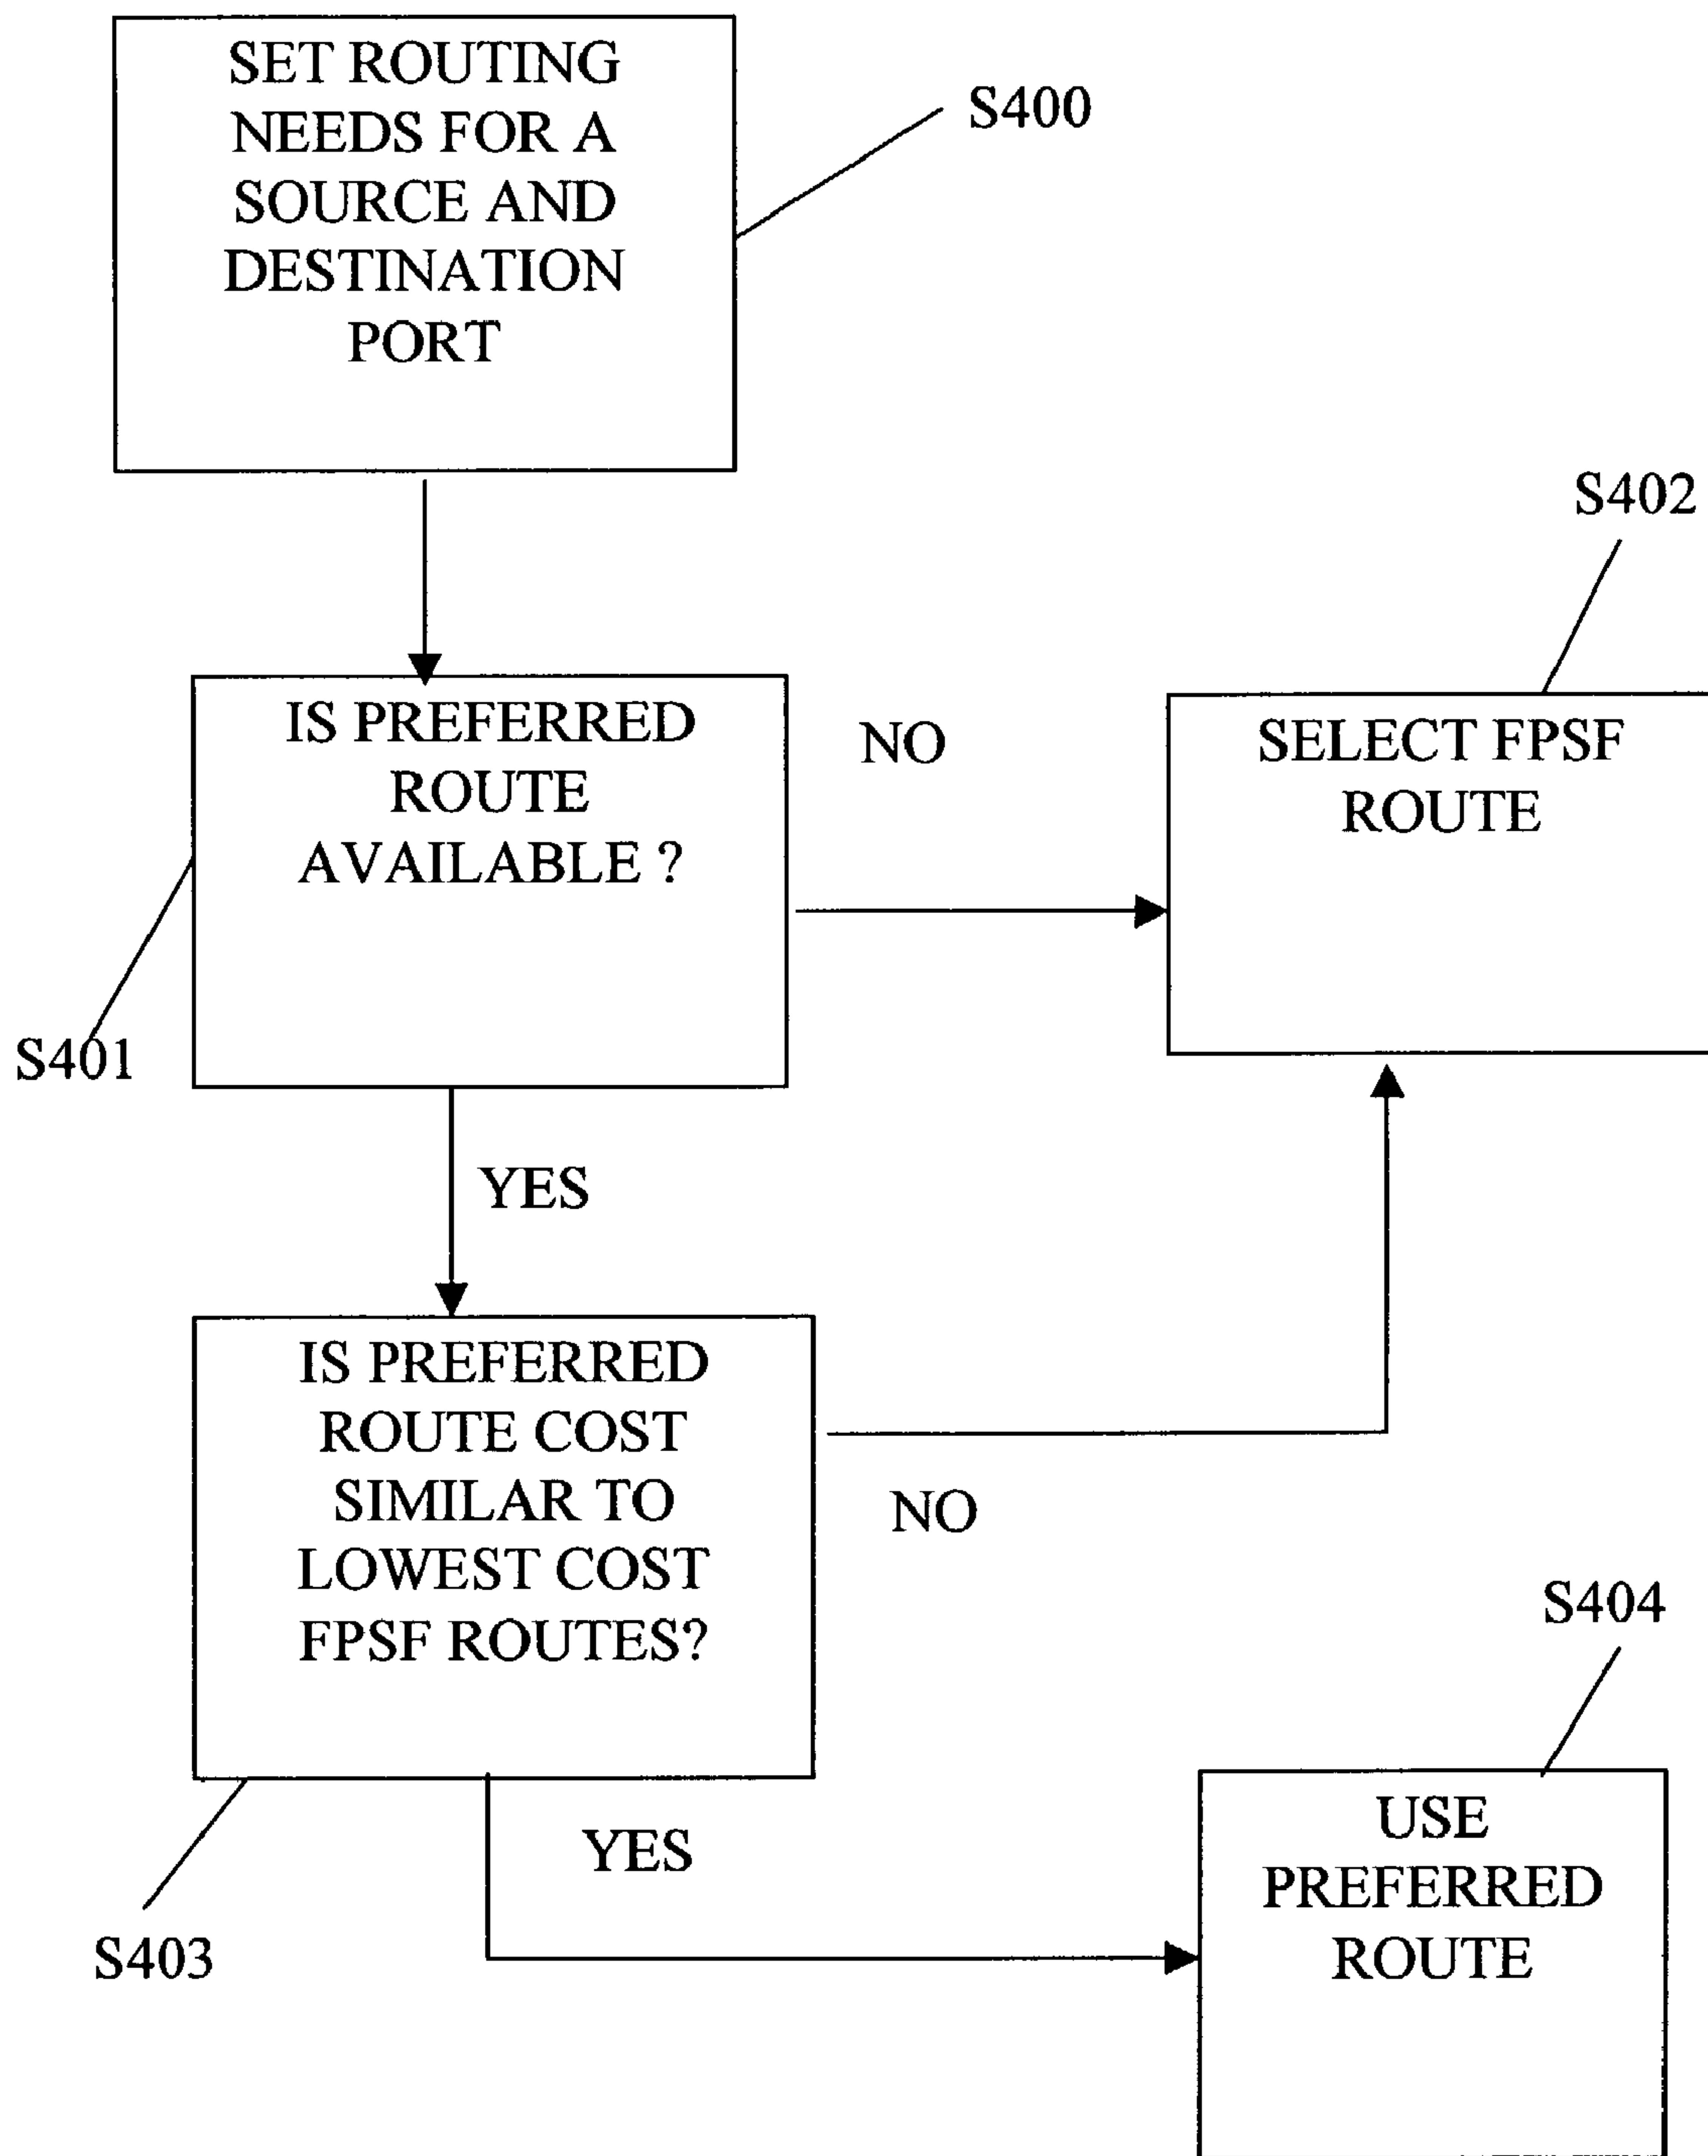 SET ROUTING
NEEDS FOR A
SOURCE AND
DESTINATION
PORT
S400
S402
IS PREFERRED
ROUTE
AVAILABLE ?
NO
SELECT FPSF
ROUTE
S401
YES
IS PREFERRED
ROUTE COST
SIMILAR TO
LOWEST COST
FPSF ROUTES?
NO
S404
YES
USE
PREFERRED
ROUTE
S403